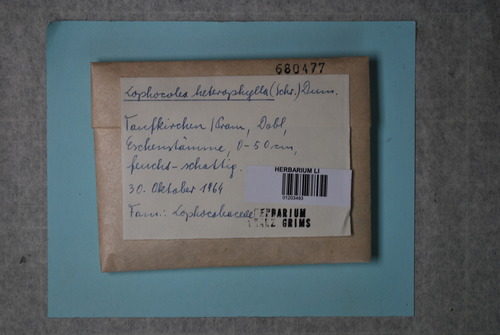 680477
Lophocolea heterophylla (Schr.) Dum.
Taufkirchen / Pram, Dobl,
Eschenstämme, 0-50 cm,
feucht-schattig.
HERBARIUM LI
01203493
30. Oktober 1964
Fam.: Lophocoleaceae
HERBARIUM
GRIMS